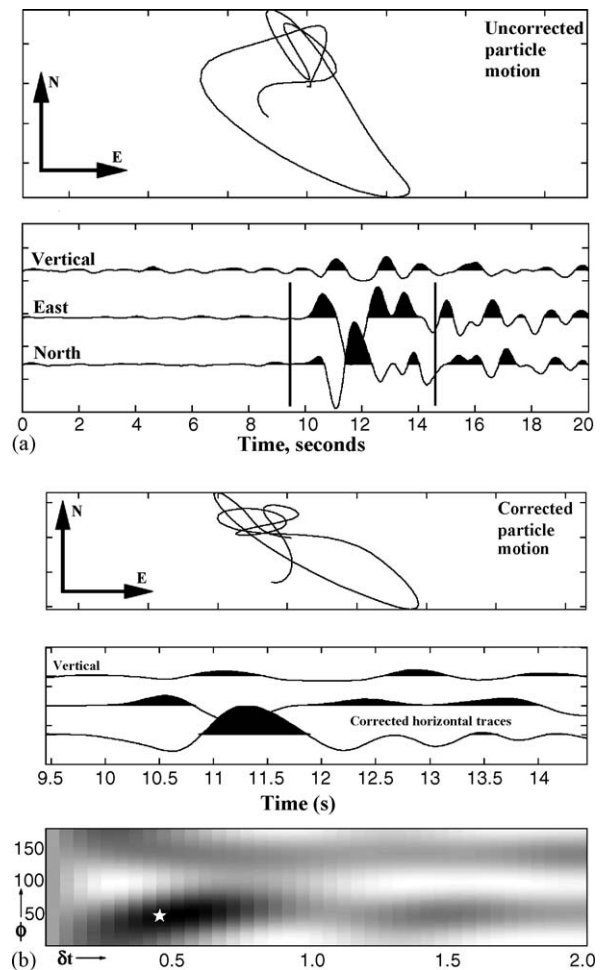 Uncorrected
particle
motion
N
E
Vertical
East
North
0 2 4 6 8 10 12 14 16 18 20
(a) Time, seconds
Corrected
particle
motion
N
E
Vertical
Corrected horizontal traces
9.5 10 10.5 11 11.5 12 12.5 13 13.5 14
Time (s)
150
100
50
ϕ
(b) δt 0.5 1.0 1.5 2.0